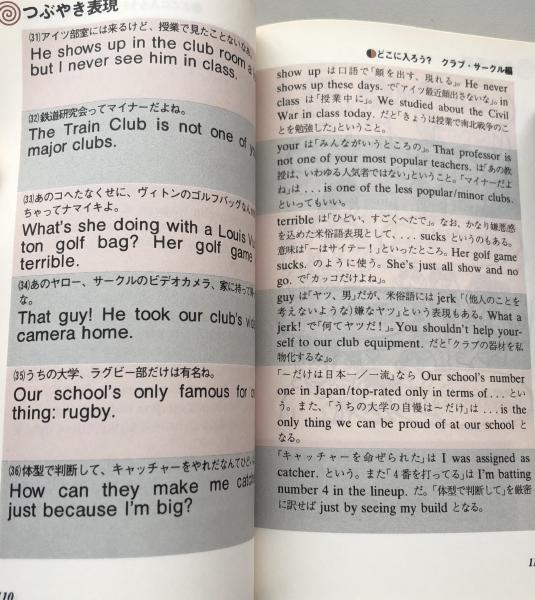 つぶやき表現
(31)アイツ部室には来るけど、授業で見たことないなあ。
He shows up in the club room a
but I never see him in class.
(32)鉄道研究会ってマイナーだよね。
The Train Club is not one of
major clubs.
(33)あのコヘたなくせに、ヴィトンのゴルフバッグなん
ちゃってナマイキよ。
What's she doing with a Louis Vu
ton golf bag? Her golf game
terrible.
(34)あのヤロー、サークルのビデオカメラ、家に持って
な。
That guy! He took our club's vid
camera home.
(35)うちの大学、ラグビー部だけは有名ね。
Our school's only famous for o
thing: rugby.
(36)体型で判断して、キャッチャーをやれだなんてひど
How can they make me catc
just because I'm big?
110
どこに入ろう? クラブ・サークル編
show up は口語で「顔を出す、現れる」。He never
shows up these days. で「アイツ最近顔出さないな」。in
class は「授業中に」。We studied about the Civil
War in class today. だと「きょうは授業で南北戦争のこ
とを勉強した」ということ。
your は「みんながいうところの」。That professor is
not one of your most popular teachers. は「あの教
授は、いわゆる人気者ではない」ということ。「マイナーだよ
ね」は . . . is one of the less popular/minor clubs.
といってもいい。
terrible は「ひどい、すごくへたで」。なお、かなり嫌悪感
を込めた米俗語表現として、. . . sucks というのもある。
意味は「一はサイテー!」といったところ。Her golf game
sucks. のように使う。She's just all show and no
go. で「カッコだけよね」。
guy は「ヤツ、男」だが、米俗語には jerk「(他人のこと
を考えないような)嫌なヤツ」という表現もある。What a
jerk! で「何てヤツだ!」。You shouldn't help your-
self to our club equipment. だと「クラブの器材を私
物化するな」。
「~だけは日本一/一流」なら Our school's number
one in Japan/top-rated only in terms of . . . とい
う。また、「うちの大学の自慢は~だけ」は . . . is the
only thing we can be proud of at our school と
なる。
「キャッチャーを命ぜられた」は I was assigned as
catcher. という。また「4番を打ってる」は I'm batting
number 4 in the lineup. だ。「体型で判断して」を厳密
に訳せば just by seeing my build となる。
11